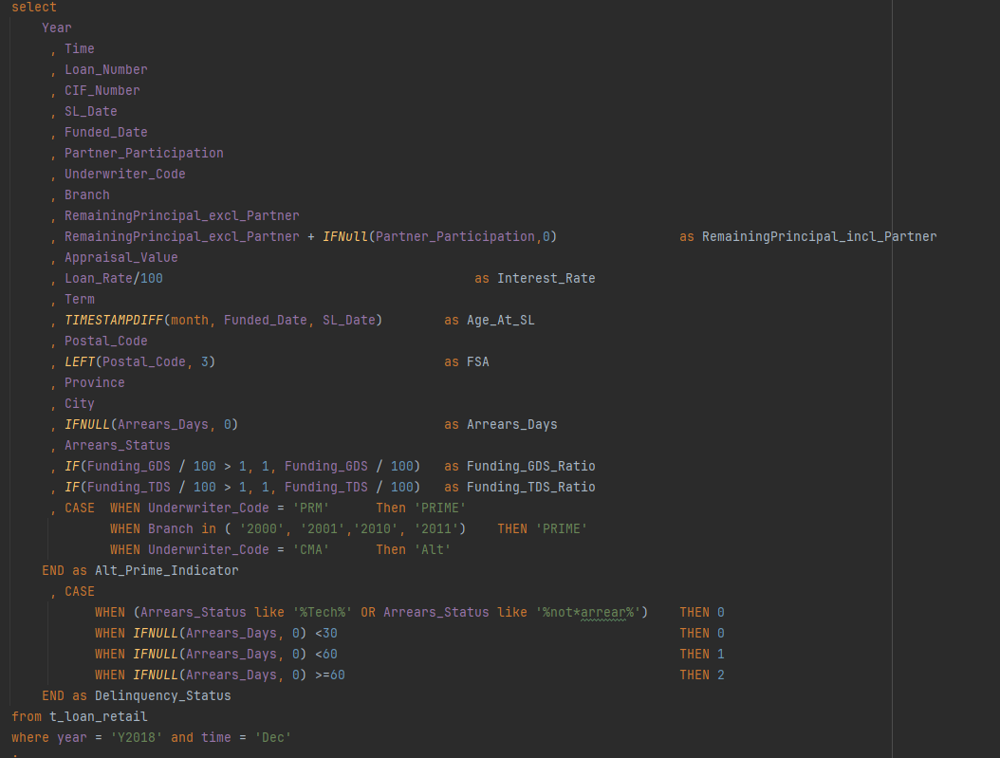 select
Year
, Time
, Loan_Number
, CIF_Number
, SL_Date
, Funded_Date
, Partner_Participation
, Underwriter_Code
, Branch
, RemainingPrincipal_excl_Partner
, RemainingPrincipal_excl_Partner + IFNull(Partner_Participation,0) as RemainingPrincipal_incl_Partner
, Appraisal_Value
, Loan_Rate/100 as Interest_Rate
, Term
, TIMESTAMPDIFF(month, Funded_Date, SL_Date) as Age_At_SL
, Postal_Code
, LEFT(Postal_Code, 3) as FSA
, Province
, City
, IFNULL(Arrears_Days, 0) as Arrears_Days
, Arrears_Status
, IF(Funding_GDS / 100 > 1, 1, Funding_GDS / 100) as Funding_GDS_Ratio
, IF(Funding_TDS / 100 > 1, 1, Funding_TDS / 100) as Funding_TDS_Ratio
, CASE WHEN Underwriter_Code = 'PRM' Then 'PRIME'
WHEN Branch in ( '2000', '2001','2010', '2011') THEN 'PRIME'
WHEN Underwriter_Code = 'CMA' Then 'Alt'
END as Alt_Prime_Indicator
, CASE
WHEN (Arrears_Status like '%Tech%' OR Arrears_Status like '%not*arrear%') THEN 0
WHEN IFNULL(Arrears_Days, 0) <30 THEN 0
WHEN IFNULL(Arrears_Days, 0) <60 THEN 1
WHEN IFNULL(Arrears_Days, 0) >=60 THEN 2
END as Delinquency_Status
from t_loan_retail
where year = 'Y2018' and time = 'Dec'
;